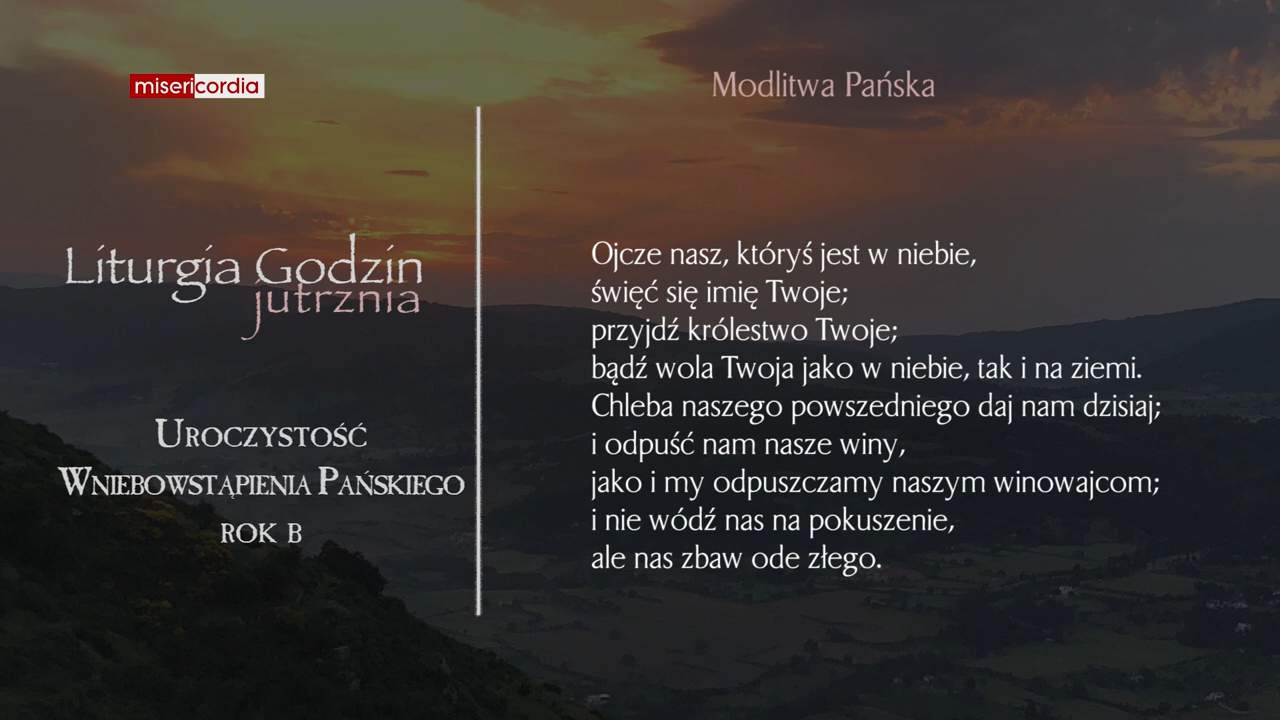 misericordia
Liturgia Godzin
jutrznia
Uroczystość
Wniebowstąpienia Pańskiego
rok B
Modlitwa Pańska
Ojcze nasz, któryś jest w niebie,
święć się imię Twoje;
przyjdź królestwo Twoje;
bądź wola Twoja jako w niebie, tak i na ziemi.
Chleba naszego powszedniego daj nam dzisiaj;
i odpuść nam nasze winy,
jako i my odpuszczamy naszym winowajcom;
i nie wódź nas na pokuszenie,
ale nas zbaw ode złego.